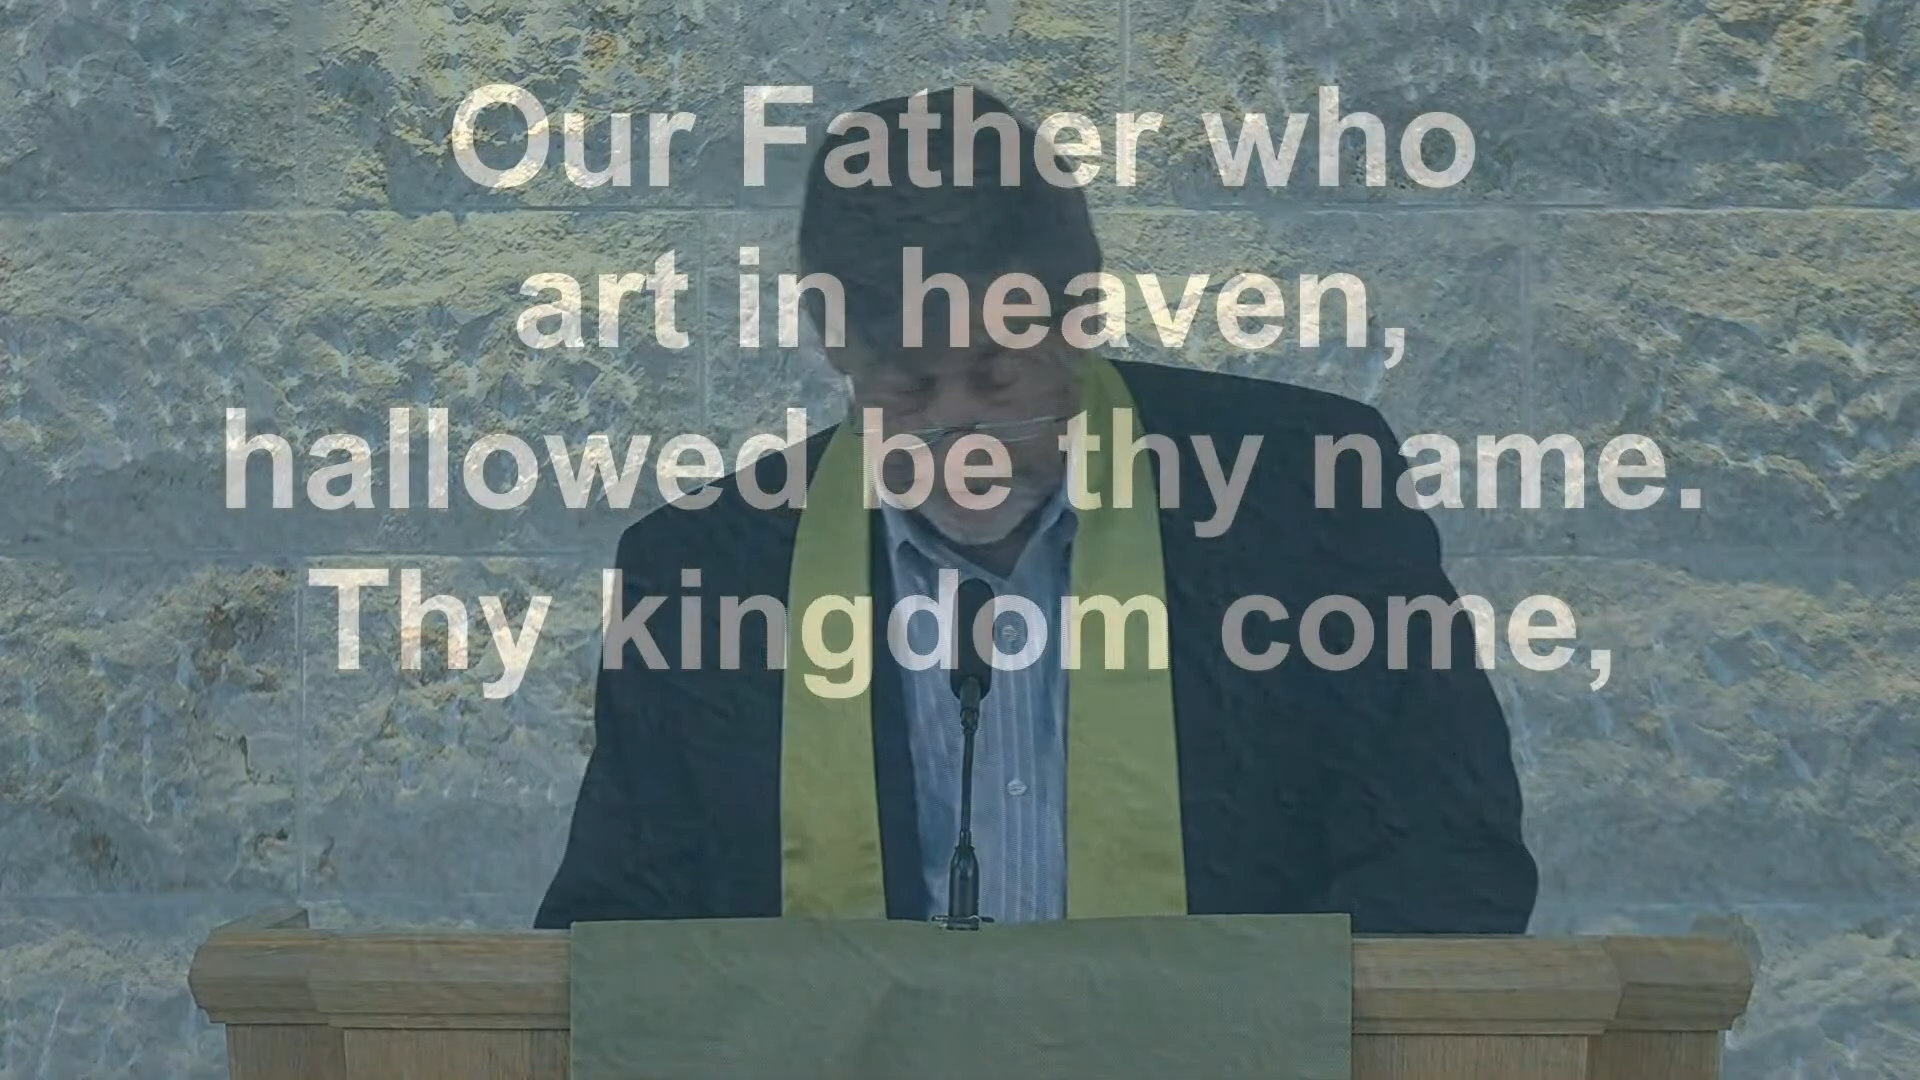 Our Father who
art in heaven,
hallowed be thy name.
Thy kingdom come,